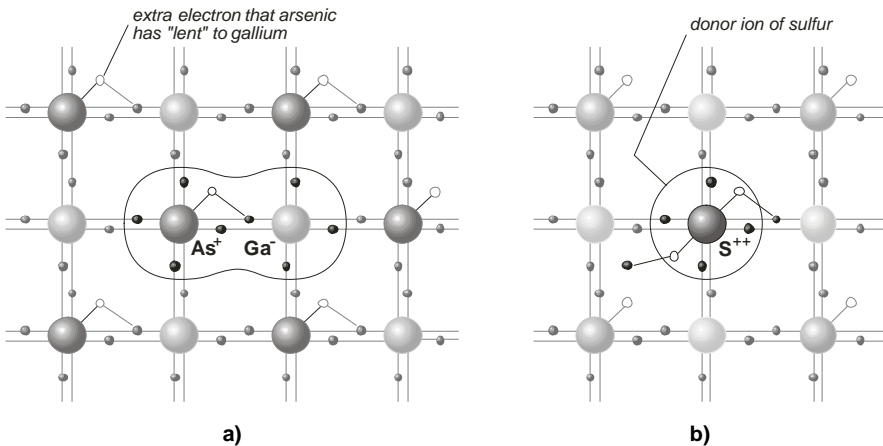 extra electron that arsenic
has "lent" to gallium
donor ion of sulfur
As+ Ga-
S++
a)
b)